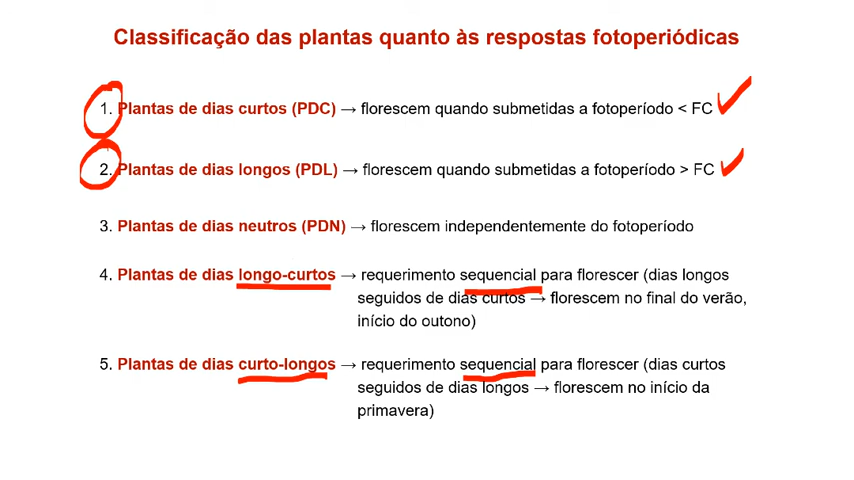 Classificação das plantas quanto às respostas fotoperiódicas
1. Plantas de dias curtos (PDC) → florescem quando submetidas a fotoperíodo < FC
2. Plantas de dias longos (PDL) → florescem quando submetidas a fotoperíodo > FC
3. Plantas de dias neutros (PDN) → florescem independentemente do fotoperíodo
4. Plantas de dias longo-curtos → requerimento sequencial para florescer (dias longos
seguidos de dias curtos → florescem no final do verão,
início do outono)
5. Plantas de dias curto-longos → requerimento sequencial para florescer (dias curtos
seguidos de dias longos → florescem no início da
primavera)